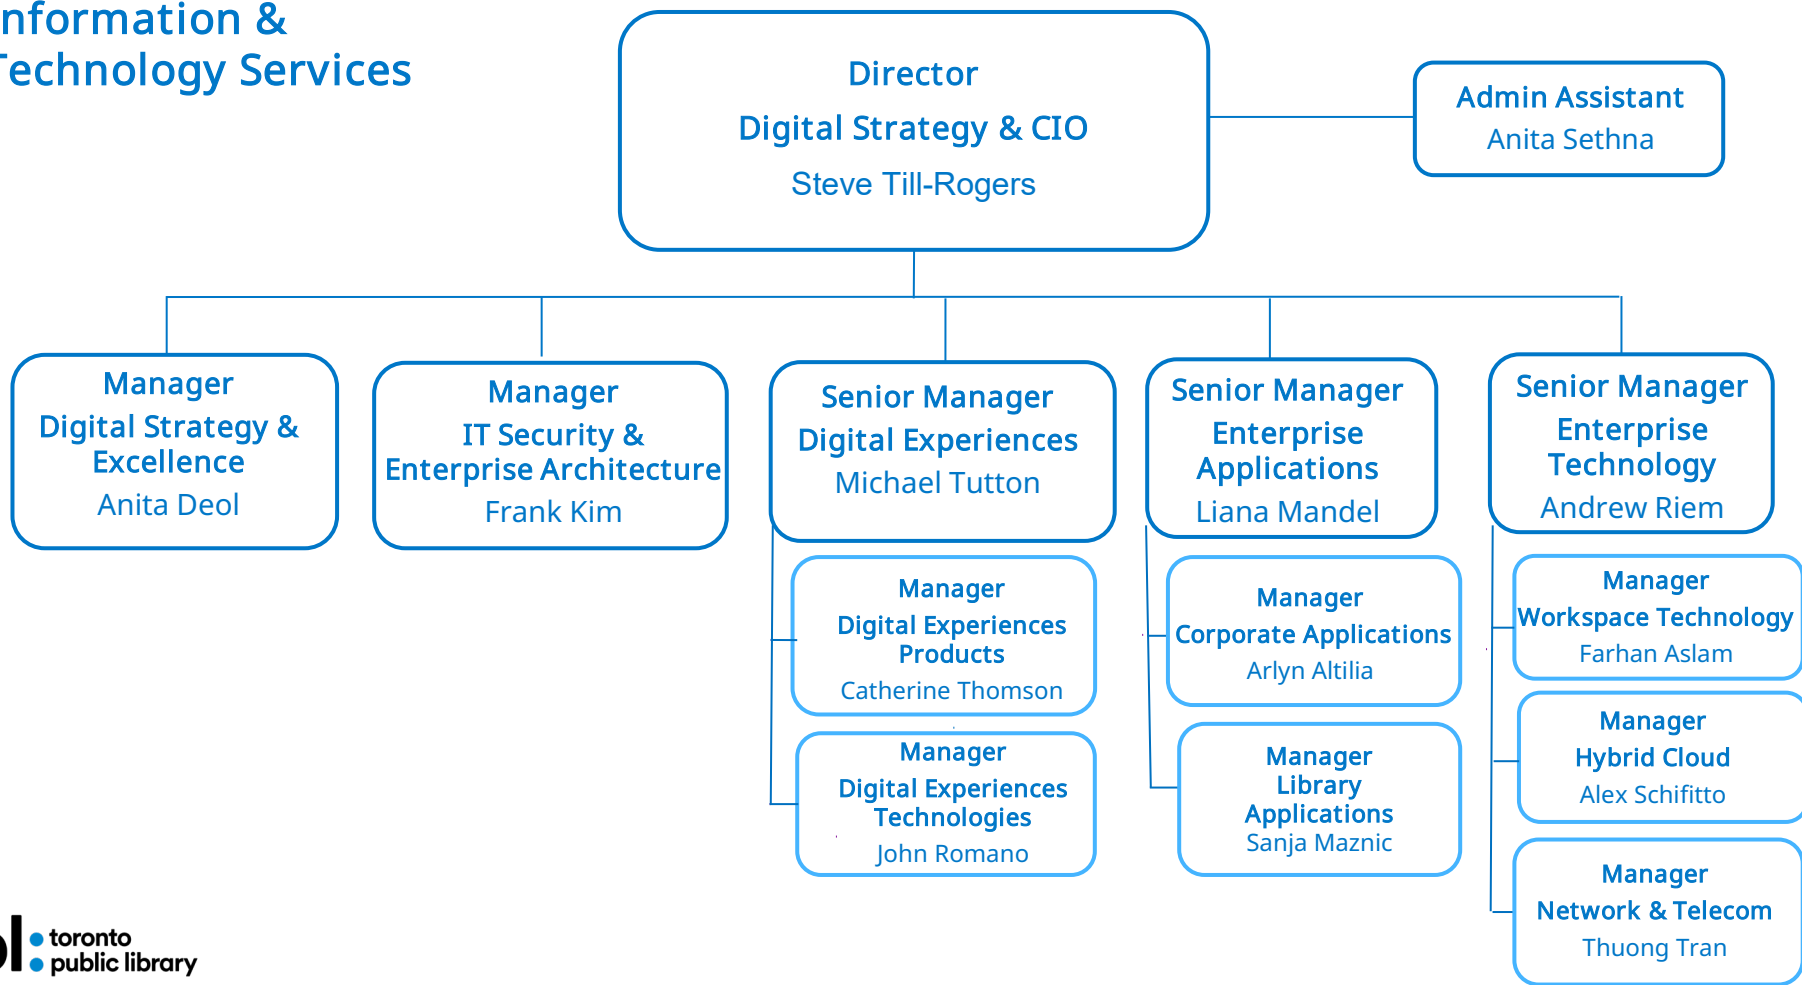 nformation &
Technology Services
Director
Digital Strategy & CIO
Steve Till-Rogers
Admin Assistant
Anita Sethna
Manager
Digital Strategy &
Excellence
Anita Deol
Manager
IT Security &
Enterprise Architecture
Frank Kim
Senior Manager
Digital Experiences
Michael Tutton
Manager
Digital Experiences
Products
Catherine Thomson
Manager
Digital Experiences
Technologies
John Romano
Senior Manager
Enterprise
Applications
Liana Mandel
Manager
Corporate Applications
Arlyn Altilia
Manager
Library
Applications
Sanja Maznic
Senior Manager
Enterprise
Technology
Andrew Riem
Manager
Workspace Technology
Farhan Aslam
Manager
Hybrid Cloud
Alex Schifitto
Manager
Network & Telecom
Thuong Tran
toronto
public library